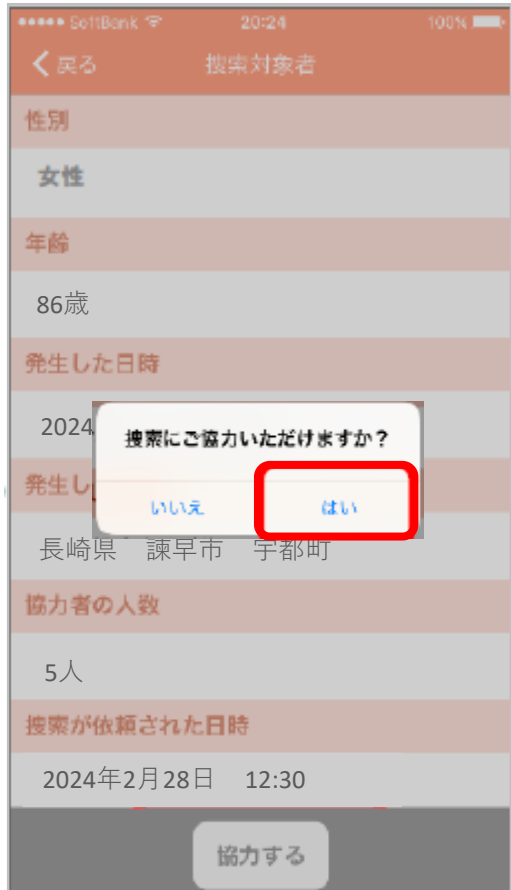 SoftBank 20:24 100%
戻る 捜索対象者
性別
女性
年齢
86歳
発生した日時
2024
捜索にご協力いただけますか？
発生し
いいえ はい
長崎県 諫早市 宇都町
協力者の人数
5人
捜索が依頼された日時
2024年2月28日 12:30
協力する